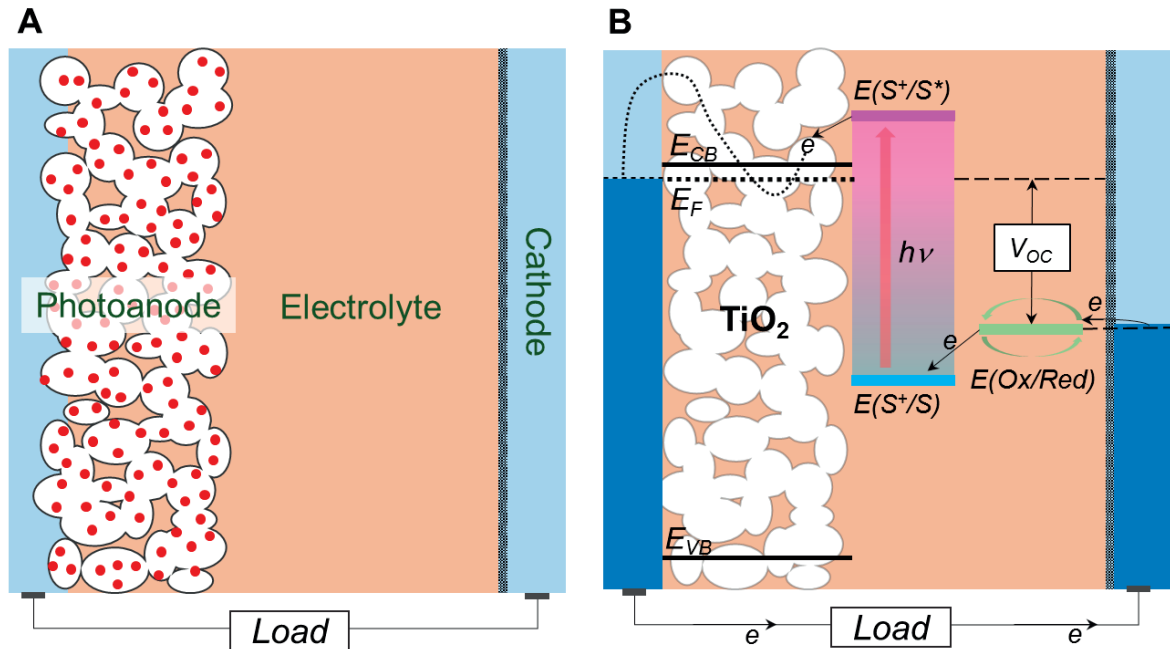 A
Photoanode
Electrolyte
Cathode
Load
B
E(S⁺/S*)
e
E_CB
E_F
hν
V_OC
TiO₂
e
e
E(Ox/Red)
E(S⁺/S)
E_VB
e
Load
e